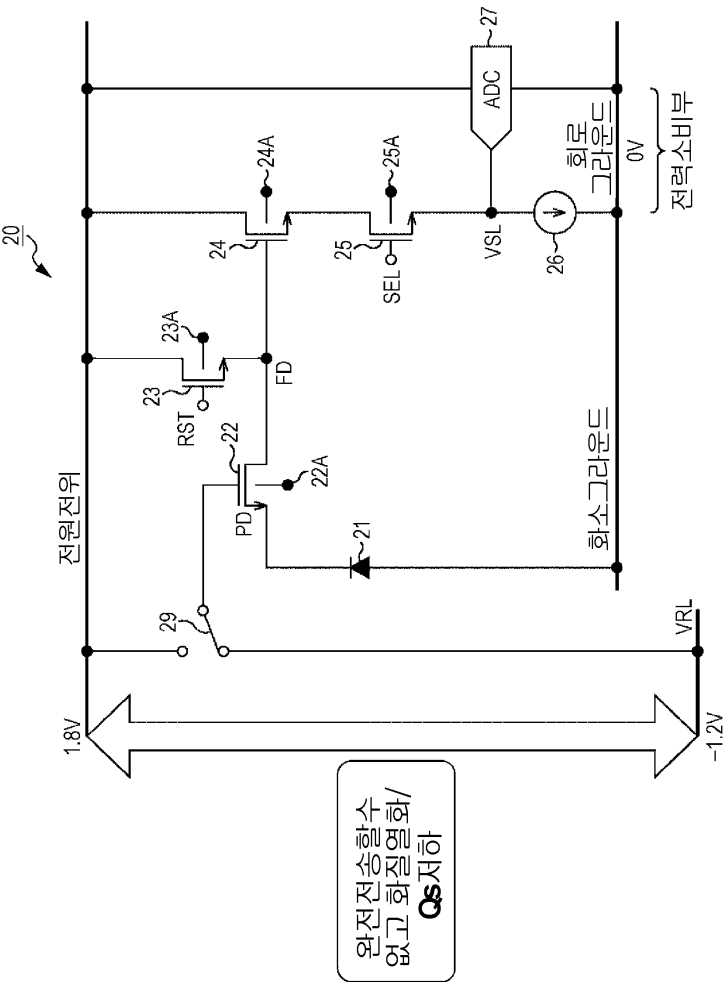 20
전원전위
1.8V
29
RST
23
23A
22
PD
22A
FD
24
24A
25
25A
SEL
VSL
26
27
ADC
21
화소그라운드
회로
그라운드
0V
전력소비부
VRL
−1.2V
완전전송할수
없고 화질열화/
Qs저하